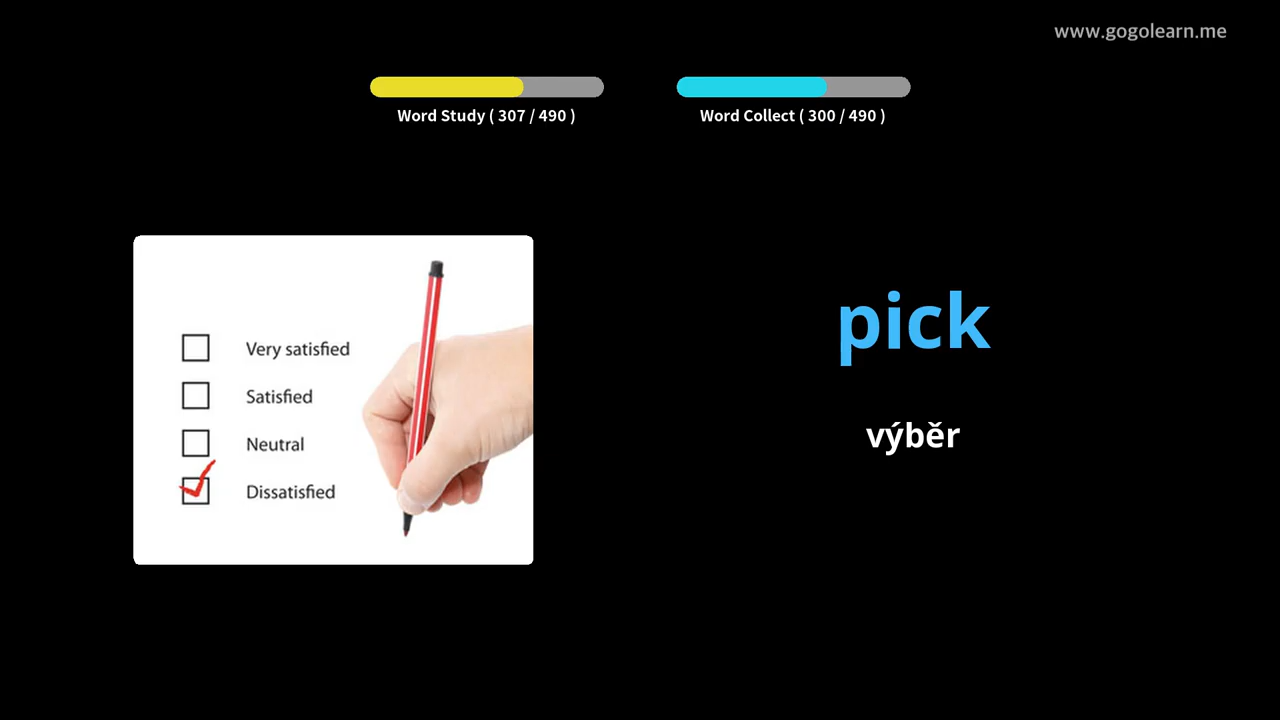 www.gogolearn.me
Word Study ( 307 / 490 )
Word Collect ( 300 / 490 )
Very satisfied
Satisfied
Neutral
Dissatisfied
pick
výběr